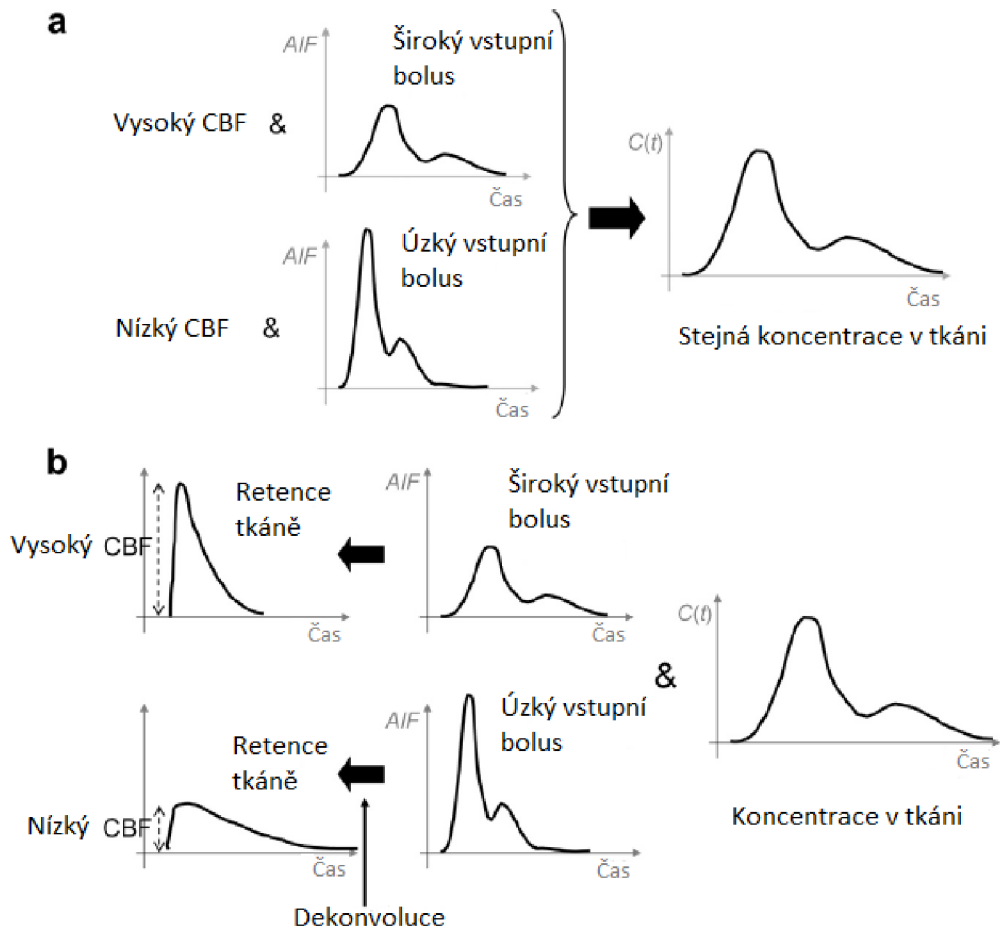 a
AIF
Široký vstupní
bolus
Vysoký CBF &
Čas
AIF
Úzký vstupní
bolus
Nízký CBF &
Čas
C(t)
Čas
Stejná koncentrace v tkáni
b
Retence
tkáně
Vysoký CBF
Čas
AIF
Široký vstupní
bolus
Čas
&
C(t)
Čas
Koncentrace v tkáni
Retence
tkáně
Nízký CBF
Čas
AIF
Úzký vstupní
bolus
Čas
Dekonvoluce